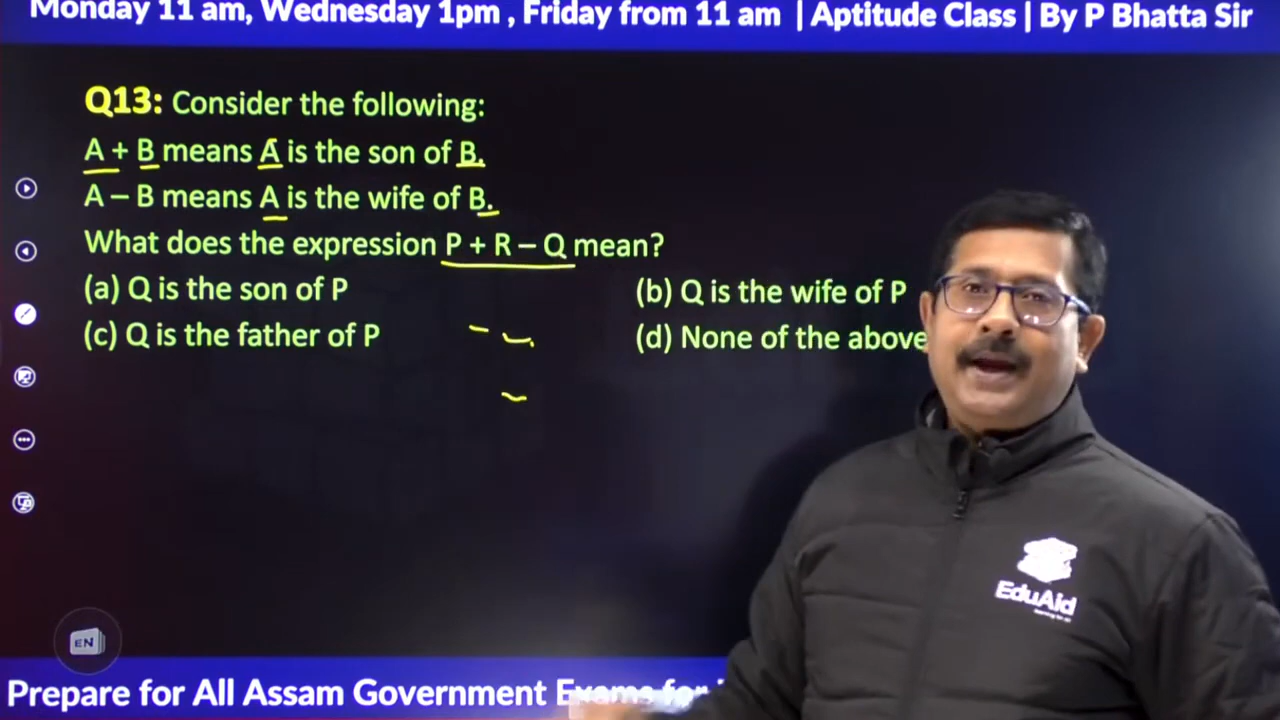 Monday 11 am, Wednesday 1pm , Friday from 11 am | Aptitude Class | By P Bhatta Sir
Q13: Consider the following:
A + B means A is the son of B.
A – B means A is the wife of B.
What does the expression P + R – Q mean?
(a) Q is the son of P
(b) Q is the wife of P
(c) Q is the father of P
(d) None of the above
EduAid
EN
Prepare for All Assam Government Exams for